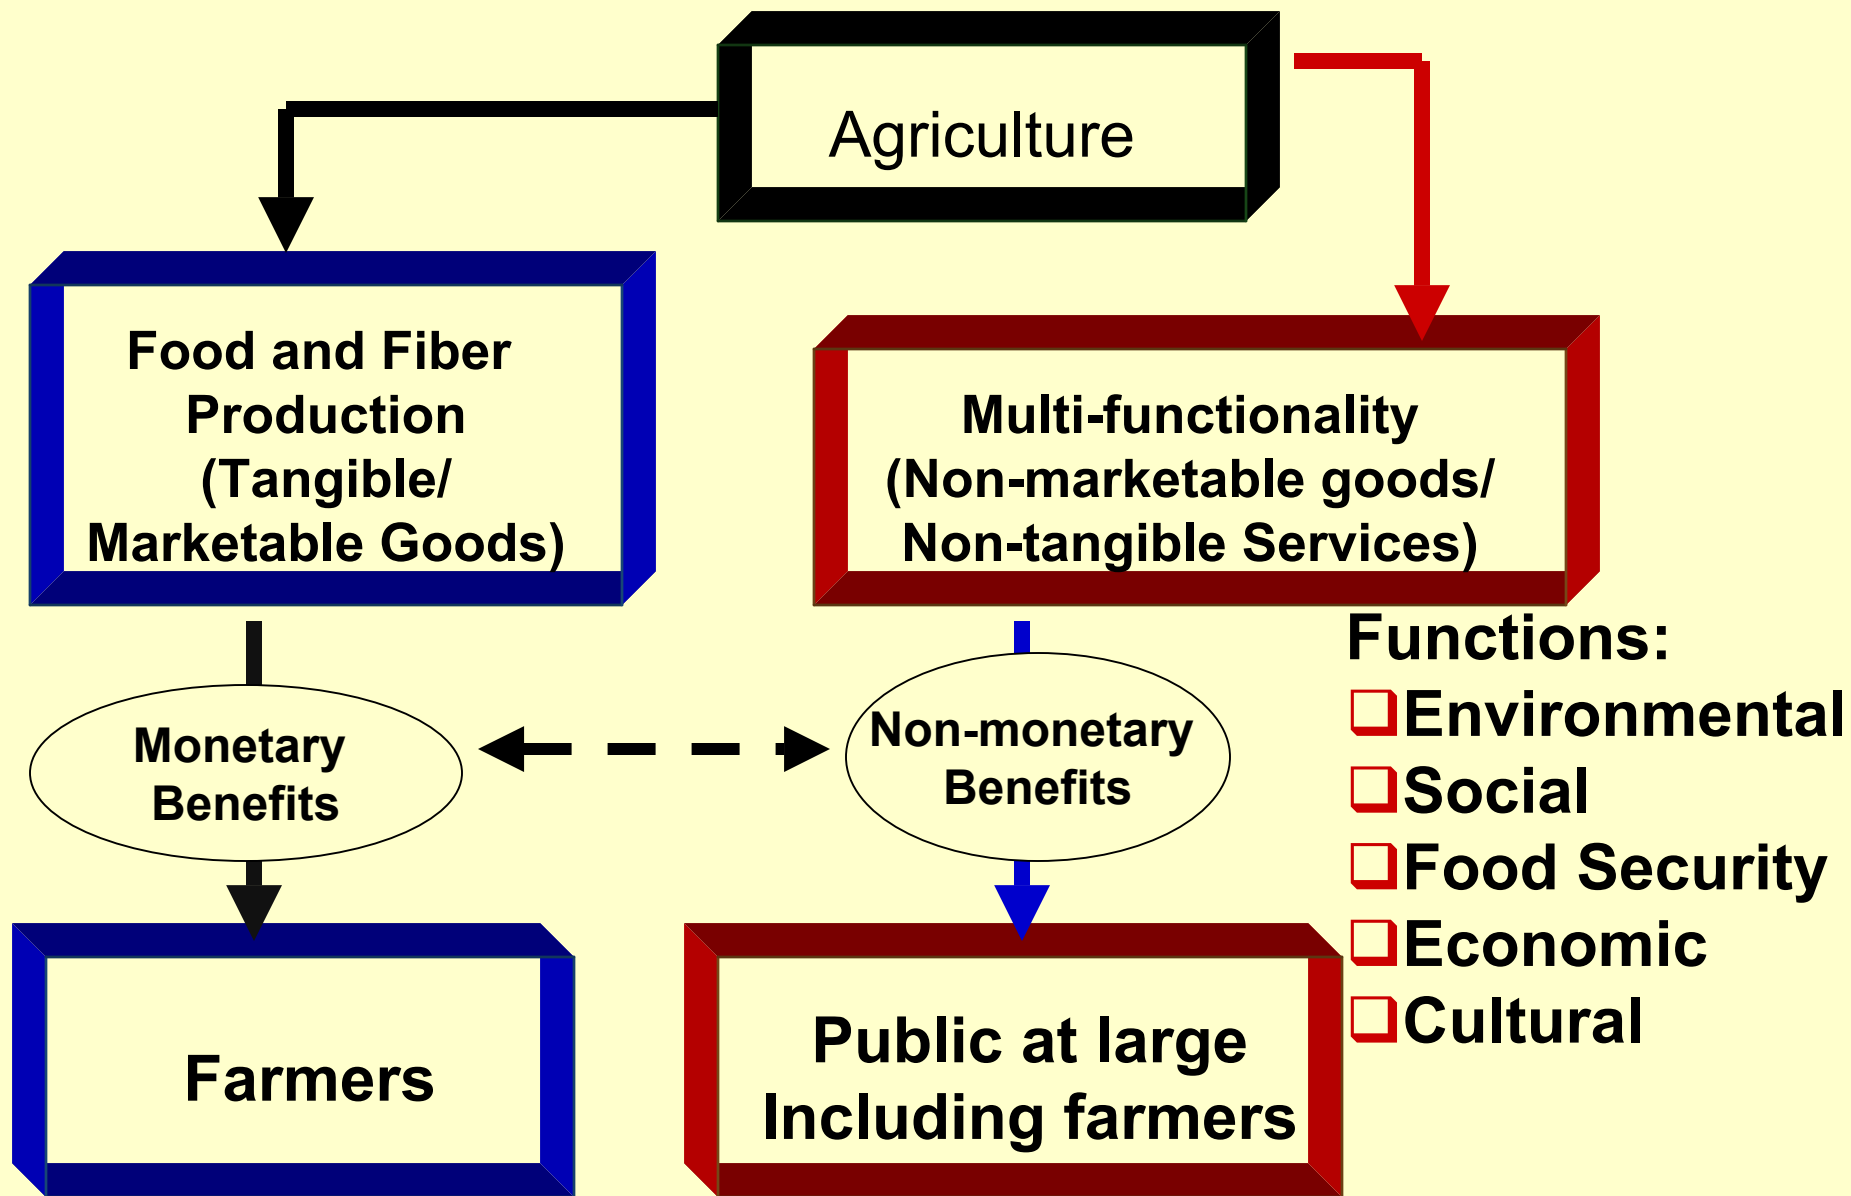 Agriculture
Food and Fiber
Production
(Tangible/
Marketable Goods)
Multi-functionality
(Non-marketable goods/
Non-tangible Services)
Monetary
Benefits
Non-monetary
Benefits
Functions:
Environmental
Social
Food Security
Economic
Cultural
Farmers
Public at large
Including farmers